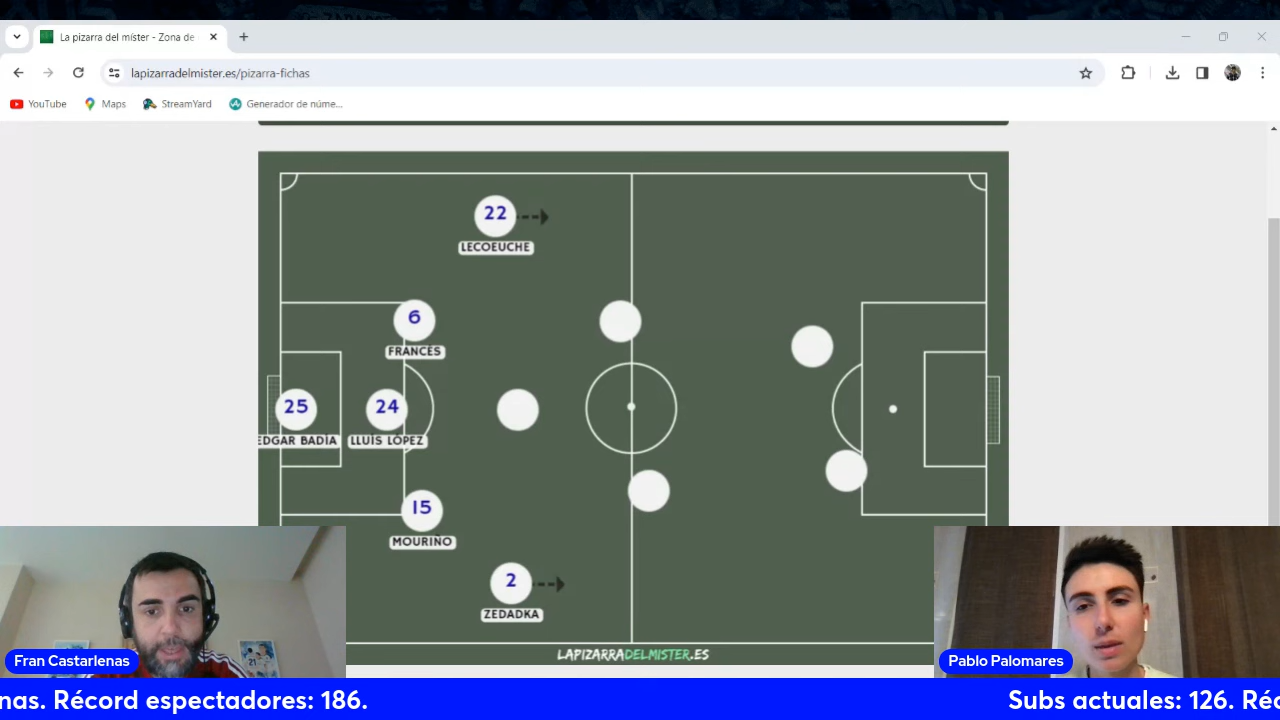 La pizarra del míster - Zona de
lapizarradelmister.es/pizarra-fichas
YouTube
Maps
StreamYard
Generador de núme...
22
LECOEUCHE
6
FRANCÉS
25
24
EDGAR BADÍA
LLUÍS LÓPEZ
15
MOURIÑO
2
ZEDADKA
LAPIZARRADELMISTER.ES
Fran Castarlenas
Pablo Palomares
nas. Récord espectadores: 186.
Subs actuales: 126. Réc